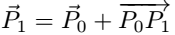 $\vec{P}_1 = \vec{P}_0 + \overrightarrow{P_0P_1}$